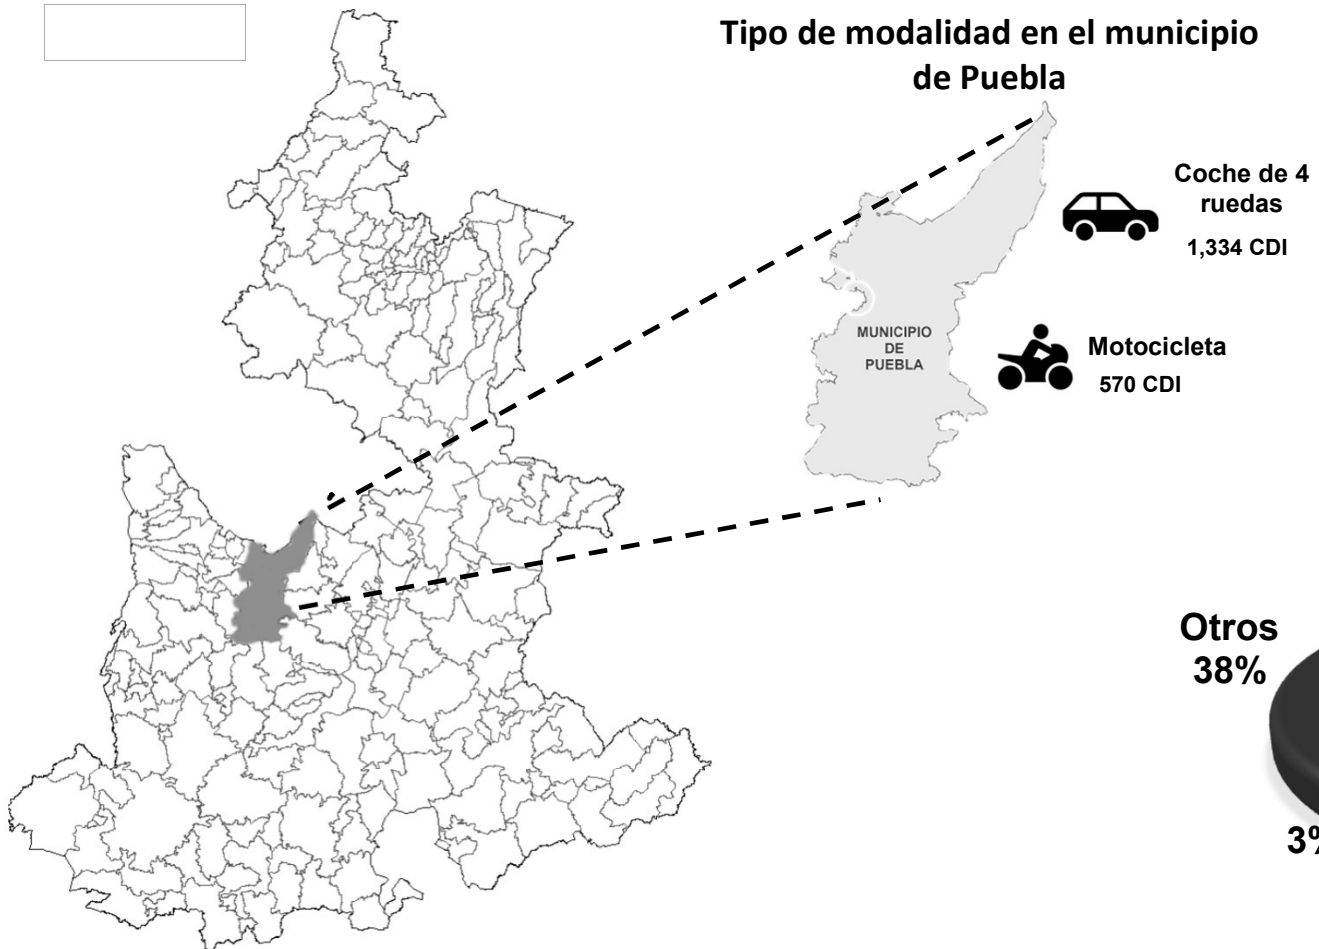 Tipo de modalidad en el municipio
de Puebla
Coche de 4
ruedas
1,334 CDI
MUNICIPIO
DE
PUEBLA
Motocicleta
570 CDI
Otros
38%
3%